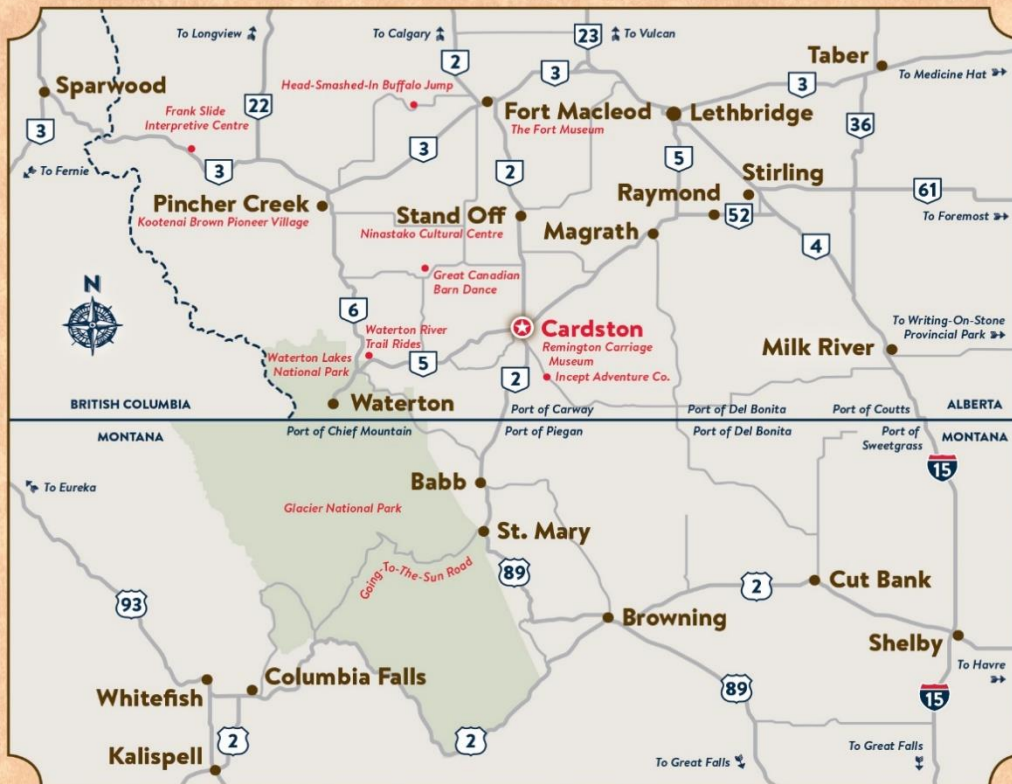 To Longview
To Calgary
23
To Vulcan
2
Taber
Sparwood
3
3
To Medicine Hat
Head-Smashed-In Buffalo Jump
22
Frank Slide
Interpretive Centre
Fort Macleod
Lethbridge
The Fort Museum
3
36
3
3
5
To Fernie
2
Stirling
Raymond
61
Pincher Creek
Stand Off
52
Kootenai Brown Pioneer Village
Ninastako Cultural Centre
Magrath
To Foremost
4
Great Canadian
Barn Dance
N
6
Cardston
Waterton River
Trail Rides
To Writing-On-Stone
Provincial Park
Remington Carriage
Museum
Milk River
Waterton Lakes
National Park
5
2
Incept Adventure Co.
Waterton
BRITISH COLUMBIA
Port of Carway
Port of Del Bonita
Port of Coutts
ALBERTA
MONTANA
Port of Chief Mountain
Port of Piegan
Port of Del Bonita
Port of
Sweetgrass
MONTANA
15
Babb
To Eureka
Glacier National Park
St. Mary
Going-To-The-Sun Road
89
2
Cut Bank
93
Browning
Shelby
To Havre
Columbia Falls
Whitefish
89
15
2
2
Kalispell
To Great Falls
To Great Falls